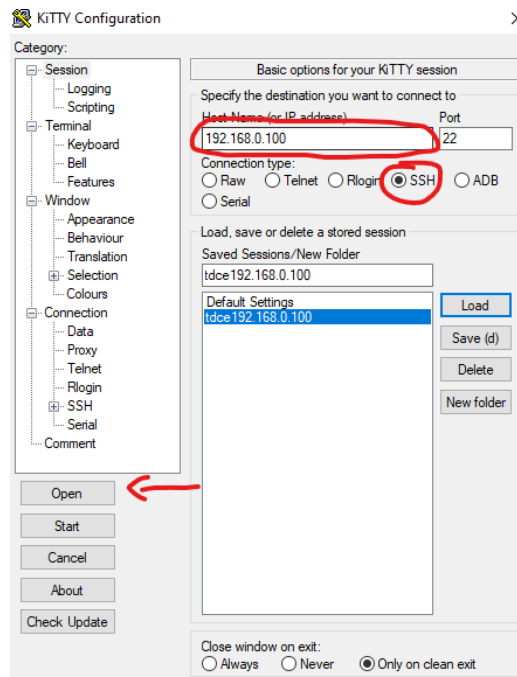 KiTTY Configuration
Category:
Session
Logging
Scripting
Terminal
Keyboard
Bell
Features
Window
Appearance
Behaviour
Translation
Selection
Colours
Connection
Data
Proxy
Telnet
Rlogin
SSH
Serial
Comment
Open
Start
Cancel
About
Check Update
Basic options for your KiTTY session
Specify the destination you want to connect to
Host Name (or IP address) Port
192.168.0.100 22
Connection type:
Raw Telnet Rlogin SSH ADB
Serial
Load, save or delete a stored session
Saved Sessions/New Folder
tdce192.168.0.100
Default Settings
tdce192.168.0.100
Load
Save (d)
Delete
New folder
Close window on exit:
Always Never Only on clean exit